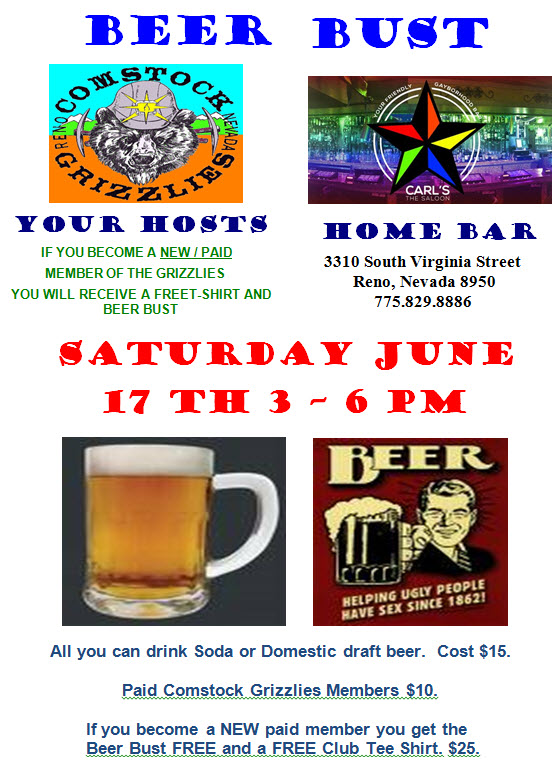 BEER BUST
RENO COMSTOCK NEVADA
GRIZZLIES
YOUR FRIENDLY GAYBORHOOD BAR
CARL'S
THE SALOON
YOUR HOSTS
IF YOU BECOME A NEW / PAID
MEMBER OF THE GRIZZLIES
YOU WILL RECEIVE A FREET-SHIRT AND
BEER BUST
HOME BAR
3310 South Virginia Street
Reno, Nevada 8950
775.829.8886
SATURDAY JUNE
17 TH 3 ~ 6 PM
BEER
HELPING UGLY PEOPLE
HAVE SEX SINCE 1862!
All you can drink Soda or Domestic draft beer. Cost $15.
Paid Comstock Grizzlies Members $10.
If you become a NEW paid member you get the
Beer Bust FREE and a FREE Club Tee Shirt. $25.